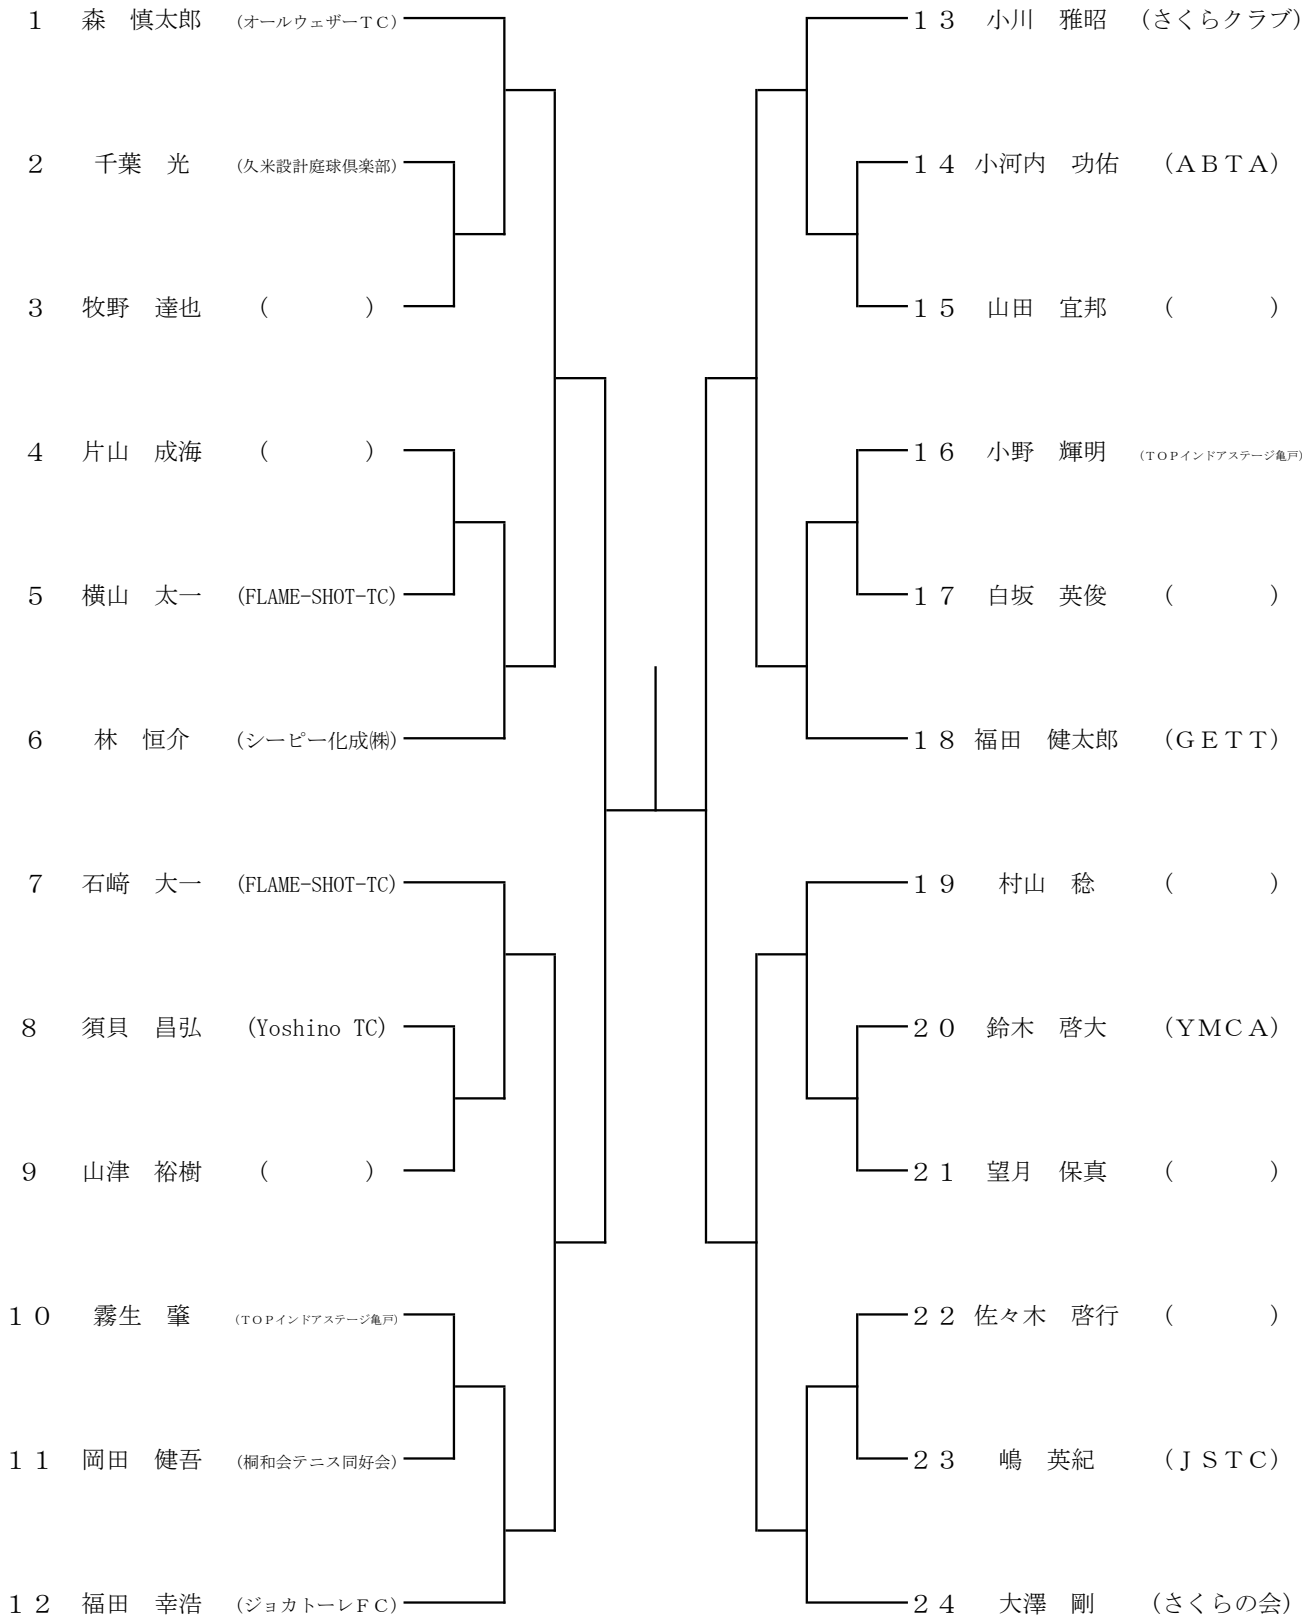 １ 森　慎太郎 (オールウェザーＴＣ)
２ 千葉　光 (久米設計庭球倶楽部)
３ 牧野　達也 (　　　　)
４ 片山　成海 (　　　　)
５ 横山　太一 (FLAME-SHOT-TC)
６ 林　恒介 (シーピー化成㈱)
７ 石﨑　大一 (FLAME-SHOT-TC)
８ 須貝　昌弘 (Yoshino TC)
９ 山津　裕樹 (　　　　)
１０ 霧生　肇 (ＴＯＰインドアステージ亀戸)
１１ 岡田　健吾 (桐和会テニス同好会)
１２ 福田　幸浩 (ジョカトーレＦＣ)
１３ 小川　雅昭 (さくらクラブ)
１４ 小河内　功佑 (ＡＢＴＡ)
１５ 山田　宜邦 (　　　　)
１６ 小野　輝明 (ＴＯＰインドアステージ亀戸)
１７ 白坂　英俊 (　　　　)
１８ 福田　健太郎 (ＧＥＴＴ)
１９ 村山　稔 (　　　　)
２０ 鈴木　啓大 (ＹＭＣＡ)
２１ 望月　保真 (　　　　)
２２ 佐々木　啓行 (　　　　)
２３ 嶋　英紀 (ＪＳＴＣ)
２４ 大澤　剛 (さくらの会)